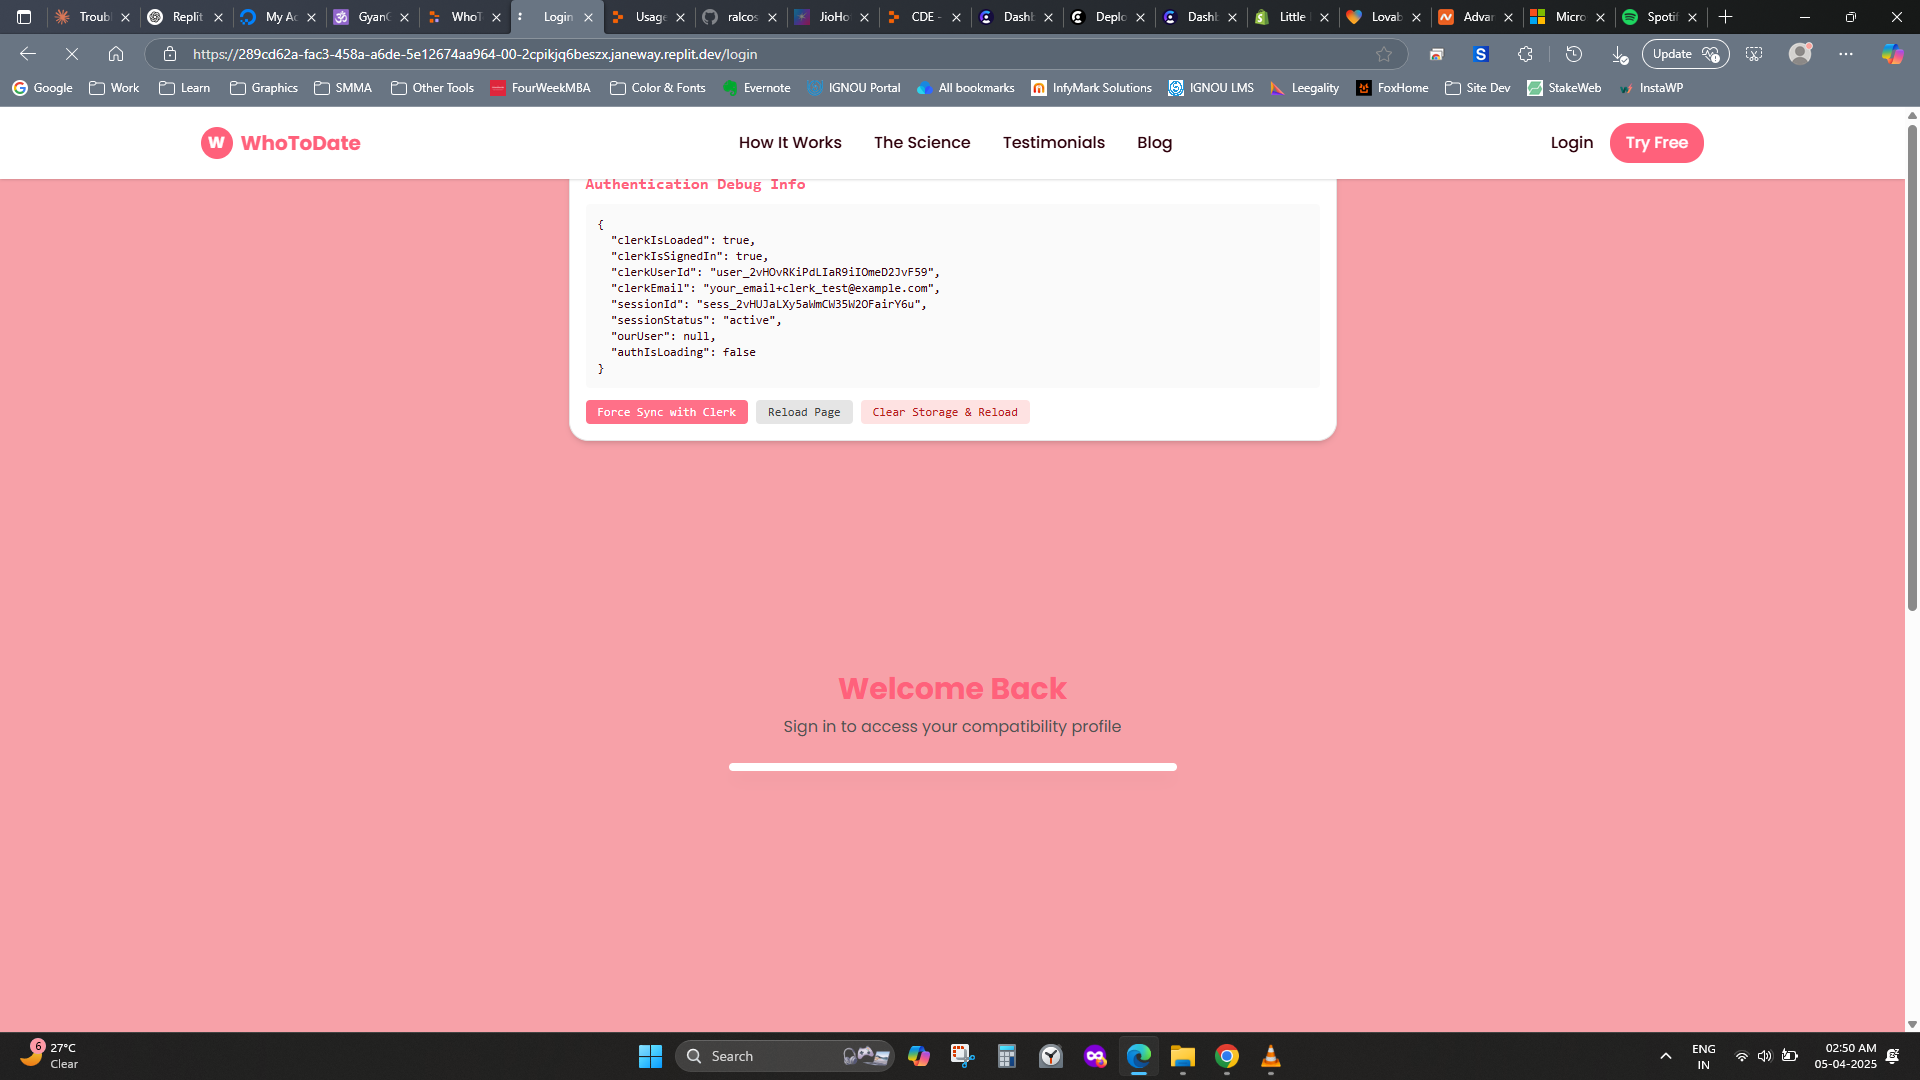 Troubl
Replit
My Ac
GyanG
WhoT
Login
Usage
ralcos
JioHo
CDE -
Dashb
Deplo
Dashb
Little
Lovab
Advar
Micro
Spotif
https://289cd62a-fac3-458a-a6de-5e12674aa964-00-2cpikjq6beszx.janeway.replit.dev/login
Update
Google
Work
Learn
Graphics
SMMA
Other Tools
FourWeekMBA
Color & Fonts
Evernote
IGNOU Portal
All bookmarks
InfyMark Solutions
IGNOU LMS
Leegality
FoxHome
Site Dev
StakeWeb
InstaWP
W WhoToDate
How It Works
The Science
Testimonials
Blog
Login
Try Free
Authentication Debug Info
{
"clerkIsLoaded": true,
"clerkIsSignedIn": true,
"clerkUserId": "user_2vHOvRKiPdLIaR9iIOmeD2JvF59",
"clerkEmail": "your_email+clerk_test@example.com",
"sessionId": "sess_2vHUJaLXy5aWmCW35W2OFairY6u",
"sessionStatus": "active",
"ourUser": null,
"authIsLoading": false
}
Force Sync with Clerk
Reload Page
Clear Storage & Reload
Welcome Back
Sign in to access your compatibility profile
6
27°C
Clear
Search
ENG
IN
02:50 AM
05-04-2025